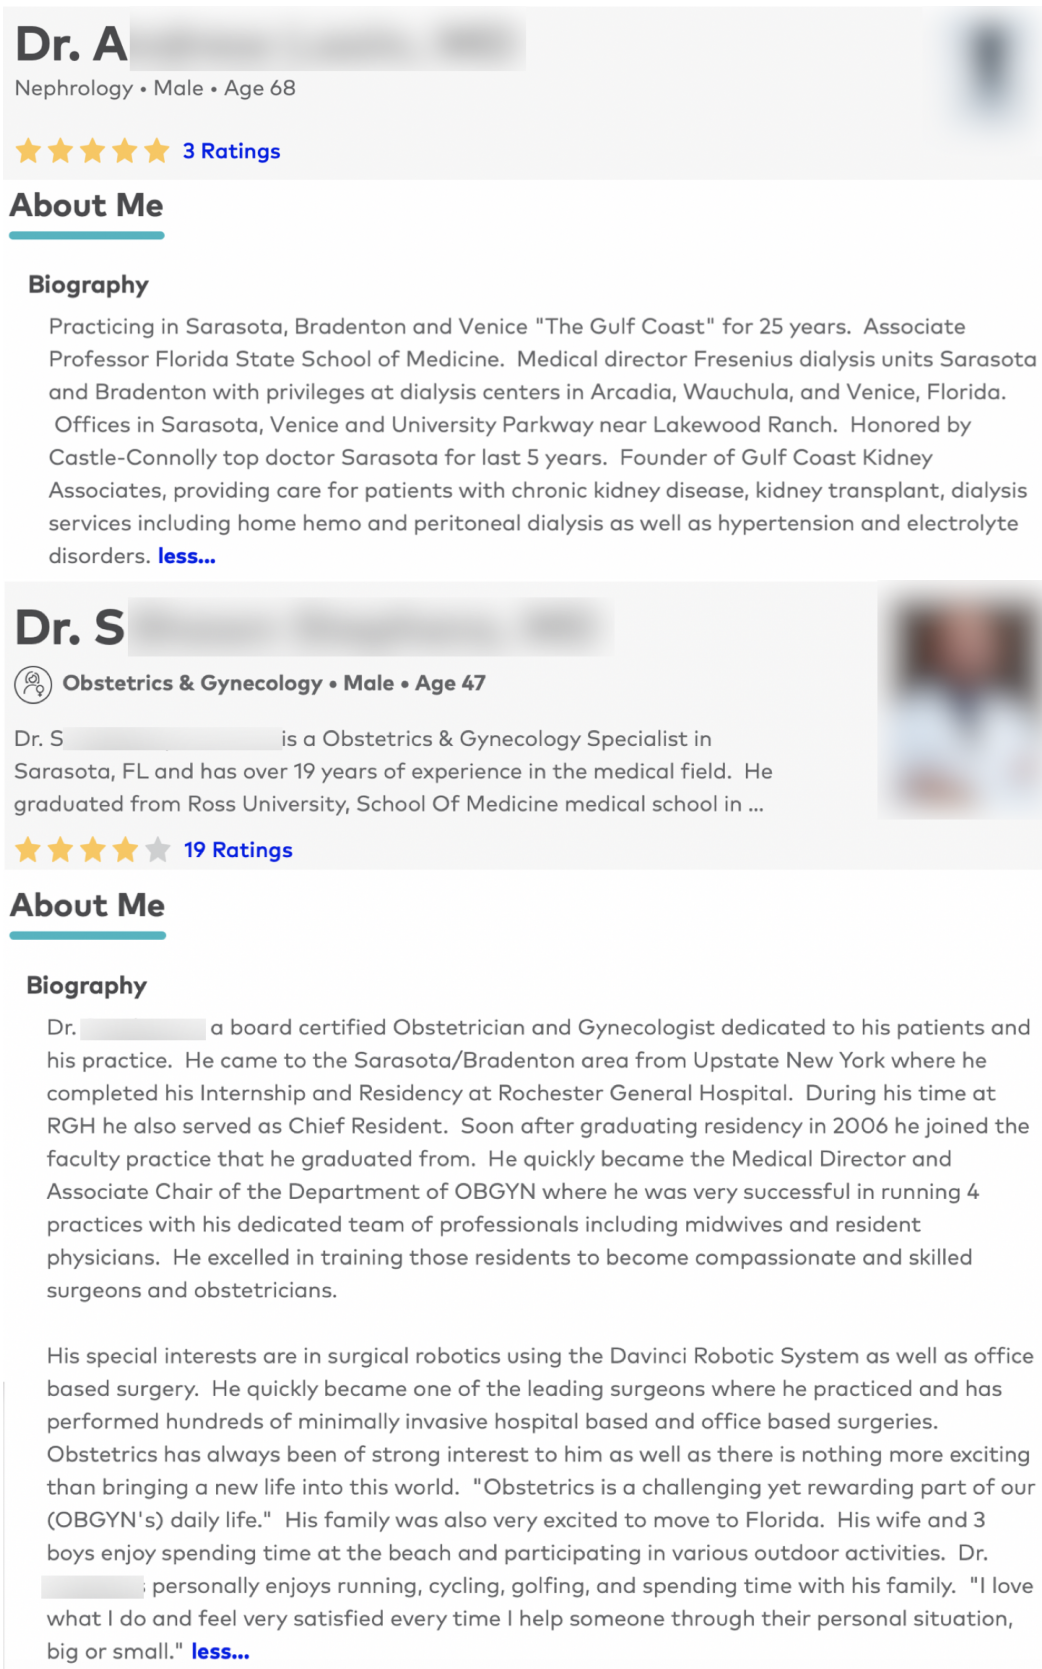 Dr. A
Nephrology • Male • Age 68
3 Ratings
About Me
Biography
Practicing in Sarasota, Bradenton and Venice "The Gulf Coast" for 25 years. Associate
Professor Florida State School of Medicine. Medical director Fresenius dialysis units Sarasota
and Bradenton with privileges at dialysis centers in Arcadia, Wauchula, and Venice, Florida.
Offices in Sarasota, Venice and University Parkway near Lakewood Ranch. Honored by
Castle-Connolly top doctor Sarasota for last 5 years. Founder of Gulf Coast Kidney
Associates, providing care for patients with chronic kidney disease, kidney transplant, dialysis
services including home hemo and peritoneal dialysis as well as hypertension and electrolyte
disorders. less...
Dr. S
Obstetrics & Gynecology • Male • Age 47
Dr. S is a Obstetrics & Gynecology Specialist in
Sarasota, FL and has over 19 years of experience in the medical field. He
graduated from Ross University, School Of Medicine medical school in ...
19 Ratings
About Me
Biography
Dr. a board certified Obstetrician and Gynecologist dedicated to his patients and
his practice. He came to the Sarasota/Bradenton area from Upstate New York where he
completed his Internship and Residency at Rochester General Hospital. During his time at
RGH he also served as Chief Resident. Soon after graduating residency in 2006 he joined the
faculty practice that he graduated from. He quickly became the Medical Director and
Associate Chair of the Department of OBGYN where he was very successful in running 4
practices with his dedicated team of professionals including midwives and resident
physicians. He excelled in training those residents to become compassionate and skilled
surgeons and obstetricians.
His special interests are in surgical robotics using the Davinci Robotic System as well as office
based surgery. He quickly became one of the leading surgeons where he practiced and has
performed hundreds of minimally invasive hospital based and office based surgeries.
Obstetrics has always been of strong interest to him as well as there is nothing more exciting
than bringing a new life into this world. "Obstetrics is a challenging yet rewarding part of our
(OBGYN's) daily life." His family was also very excited to move to Florida. His wife and 3
boys enjoy spending time at the beach and participating in various outdoor activities. Dr.
personally enjoys running, cycling, golfing, and spending time with his family. "I love
what I do and feel very satisfied every time I help someone through their personal situation,
big or small." less...